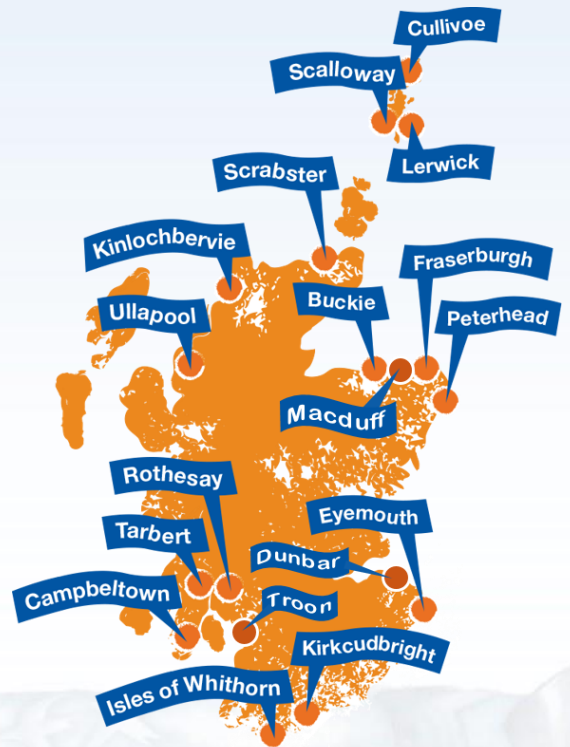 Cullivoe
Scalloway
Lerwick
Scrabster
Kinlochbervie
Fraserburgh
Buckie
Ullapool
Peterhead
Macduff
Rothesay
Eyemouth
Tarbert
Dunbar
Campbeltown
Troon
Kirkcudbright
Isles of Whithorn